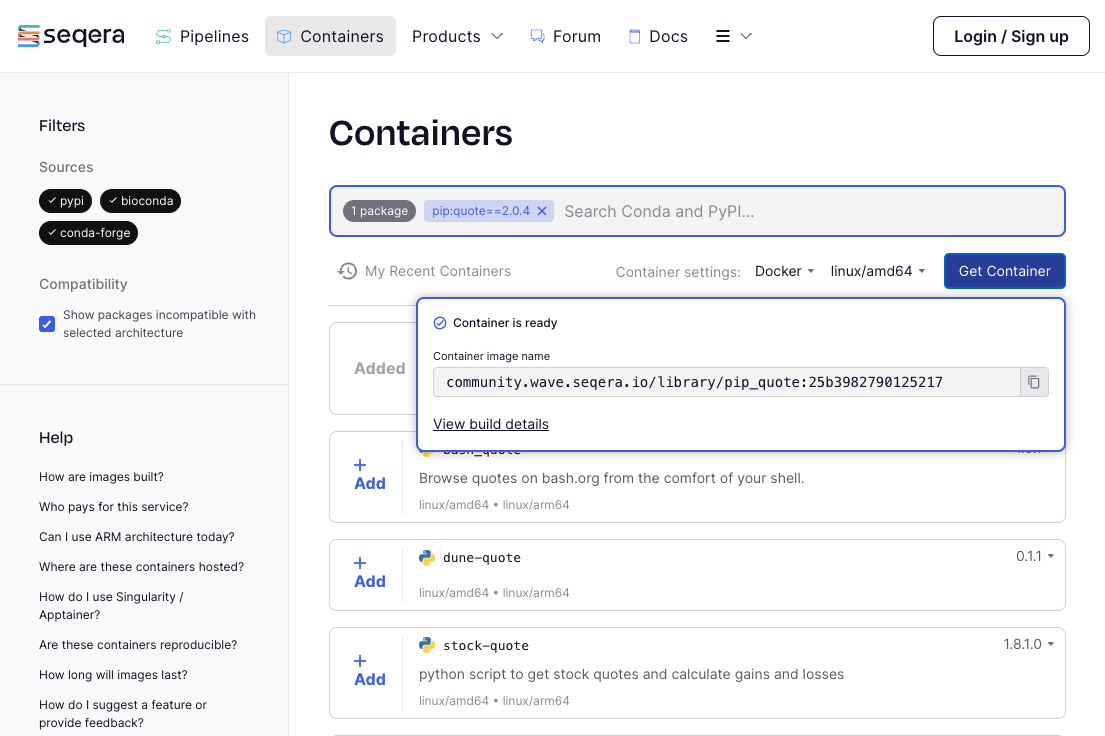 seqera
Pipelines
Containers
Products
Forum
Docs
Login / Sign up
Filters
Sources
pypi
bioconda
conda-forge
Compatibility
Show packages incompatible with
selected architecture
Help
How are images built?
Who pays for this service?
Can I use ARM architecture today?
Where are these containers hosted?
How do I use Singularity /
Apptainer?
Are these containers reproducible?
How long will images last?
How do I suggest a feature or
provide feedback?
Containers
1 package
pip:quote==2.0.4
Search Conda and PyPI...
My Recent Containers
Container settings:
Docker
linux/amd64
Get Container
Container is ready
Container image name
community.wave.seqera.io/library/pip_quote:25b3982790125217
View build details
Added
+
Add
bash_quote
Browse quotes on bash.org from the comfort of your shell.
linux/amd64 • linux/arm64
+
Add
dune-quote
0.1.1
linux/amd64 • linux/arm64
+
Add
stock-quote
1.8.1.0
python script to get stock quotes and calculate gains and losses
linux/amd64 • linux/arm64